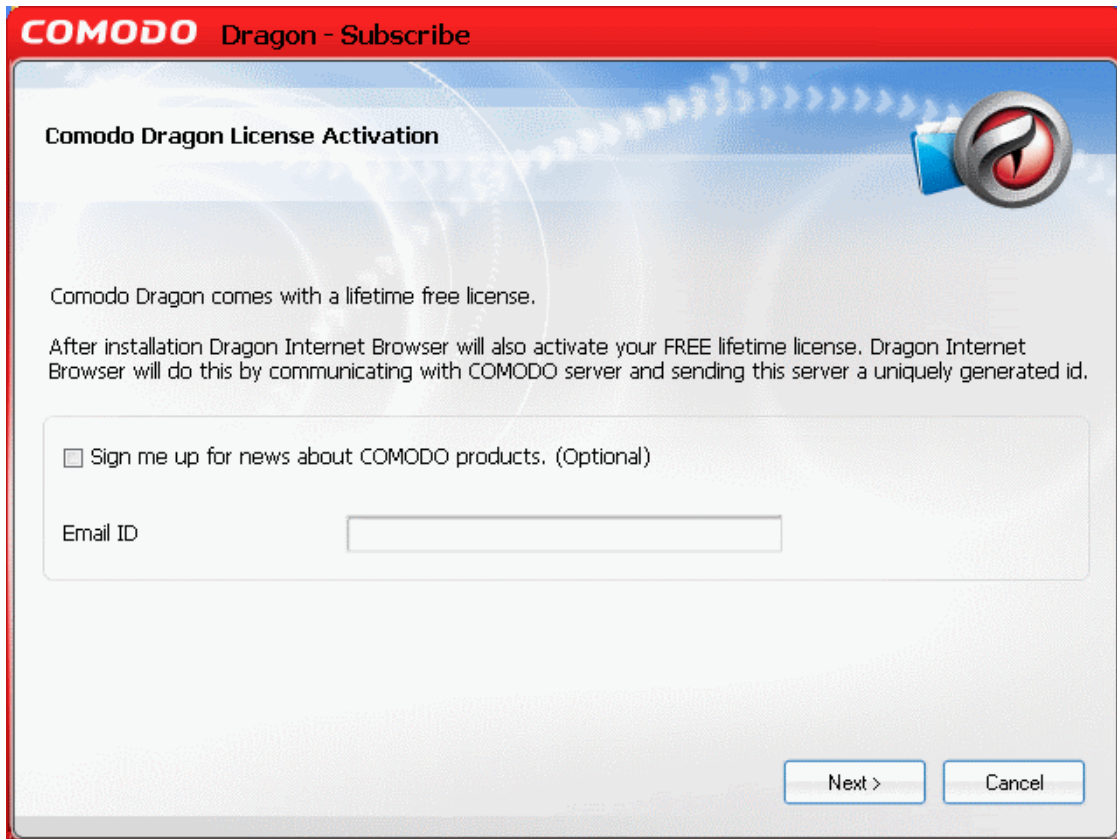 COMODO Dragon - Subscribe
Comodo Dragon License Activation
Comodo Dragon comes with a lifetime free license.
After installation Dragon Internet Browser will also activate your FREE lifetime license. Dragon Internet
Browser will do this by communicating with COMODO server and sending this server a uniquely generated id.
Sign me up for news about COMODO products. (Optional)
Email ID
Next >
Cancel